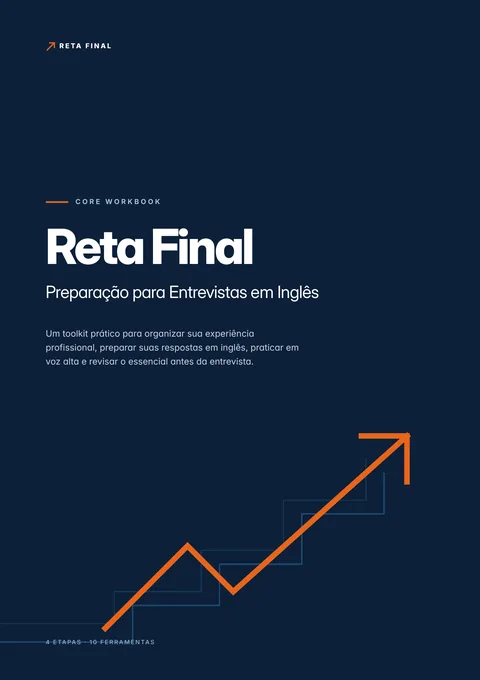 RETA FINAL
CORE WORKBOOK
Reta Final
Preparação para Entrevistas em Inglês
Um toolkit prático para organizar sua experiência
profissional, preparar suas respostas em inglês, praticar em
voz alta e revisar o essencial antes da entrevista.
4 ETAPAS · 10 FERRAMENTAS